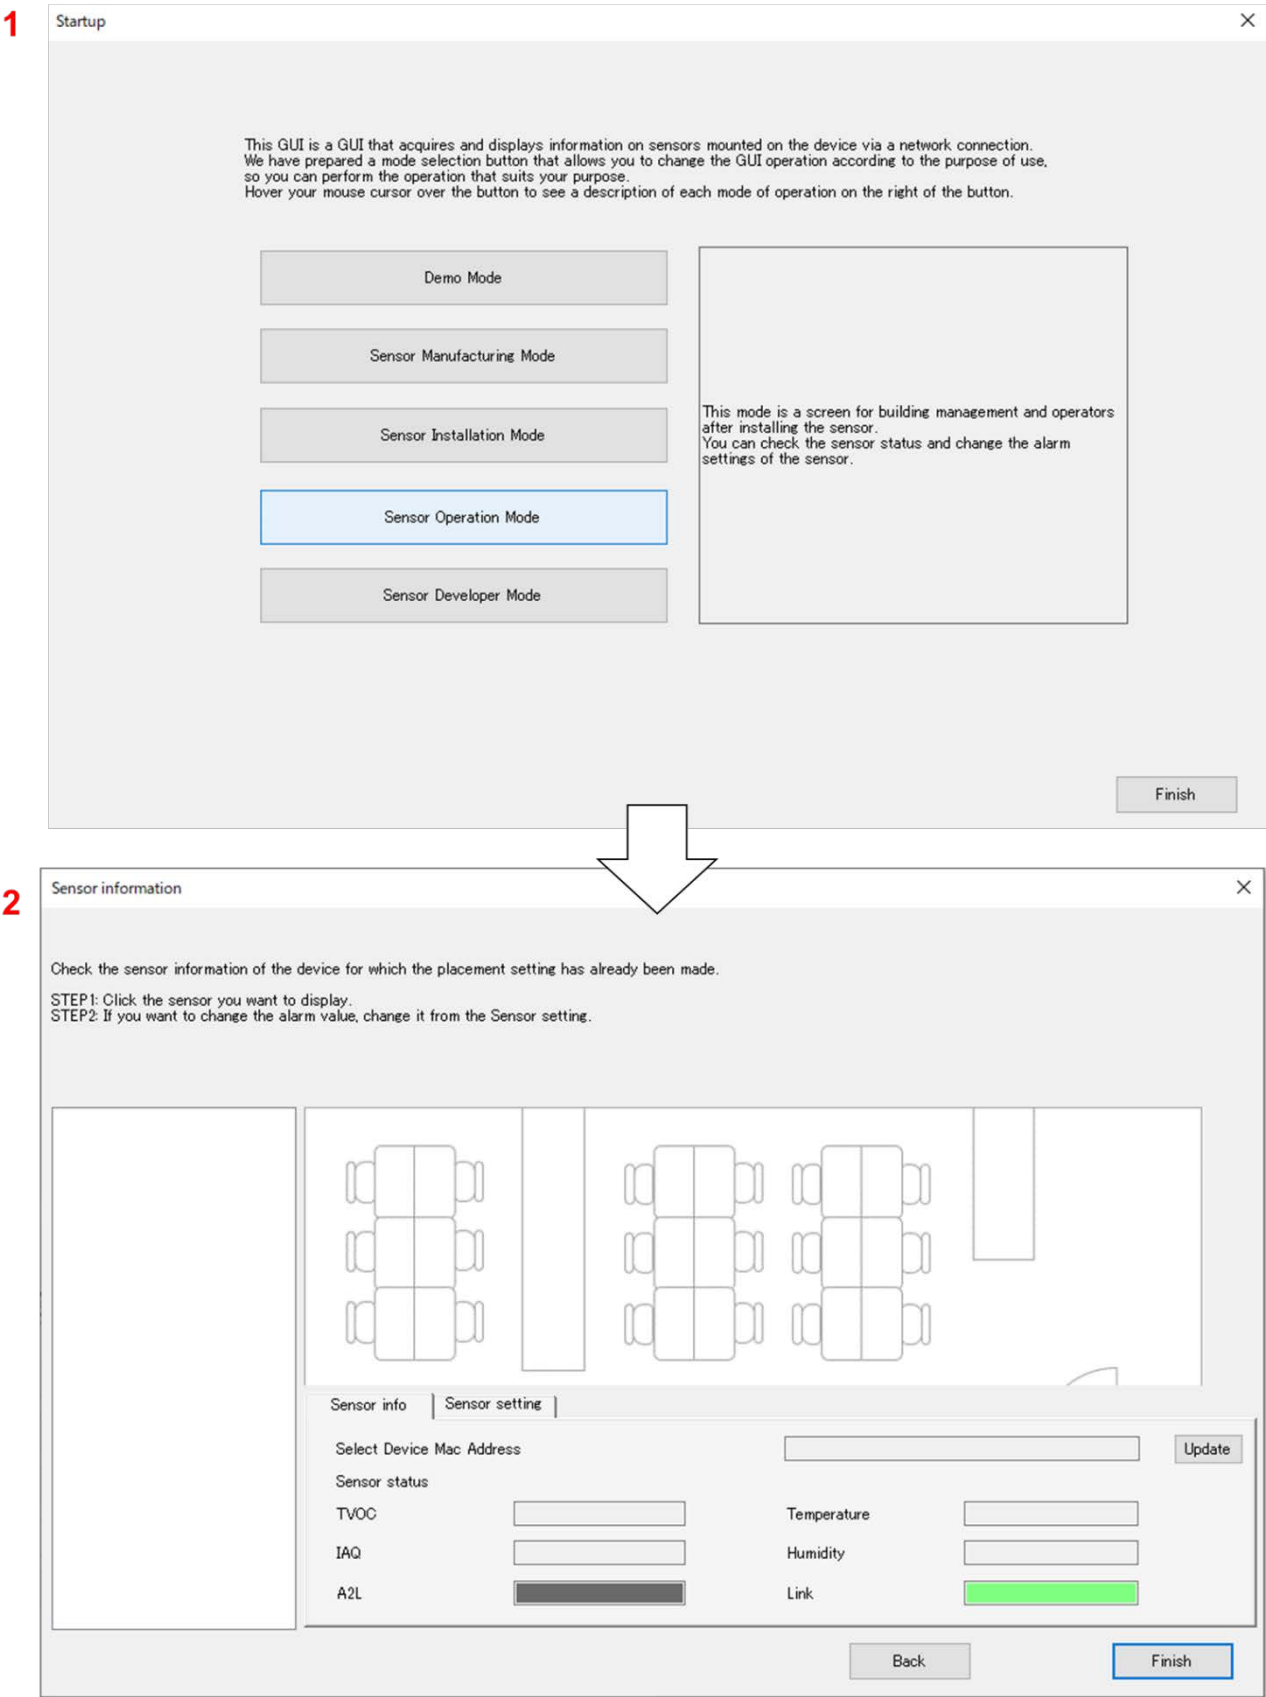 1
Startup
This GUI is a GUI that acquires and displays information on sensors mounted on the device via a network connection.
We have prepared a mode selection button that allows you to change the GUI operation according to the purpose of use,
so you can perform the operation that suits your purpose.
Hover your mouse cursor over the button to see a description of each mode of operation on the right of the button.
Demo Mode
Sensor Manufacturing Mode
Sensor Installation Mode
Sensor Operation Mode
Sensor Developer Mode
This mode is a screen for building management and operators
after installing the sensor.
You can check the sensor status and change the alarm
settings of the sensor.
Finish
2
Sensor information
Check the sensor information of the device for which the placement setting has already been made.
STEP1: Click the sensor you want to display.
STEP2: If you want to change the alarm value, change it from the Sensor setting.
Sensor info
Sensor setting
Select Device Mac Address
Update
Sensor status
TVOC
Temperature
IAQ
Humidity
A2L
Link
Back
Finish